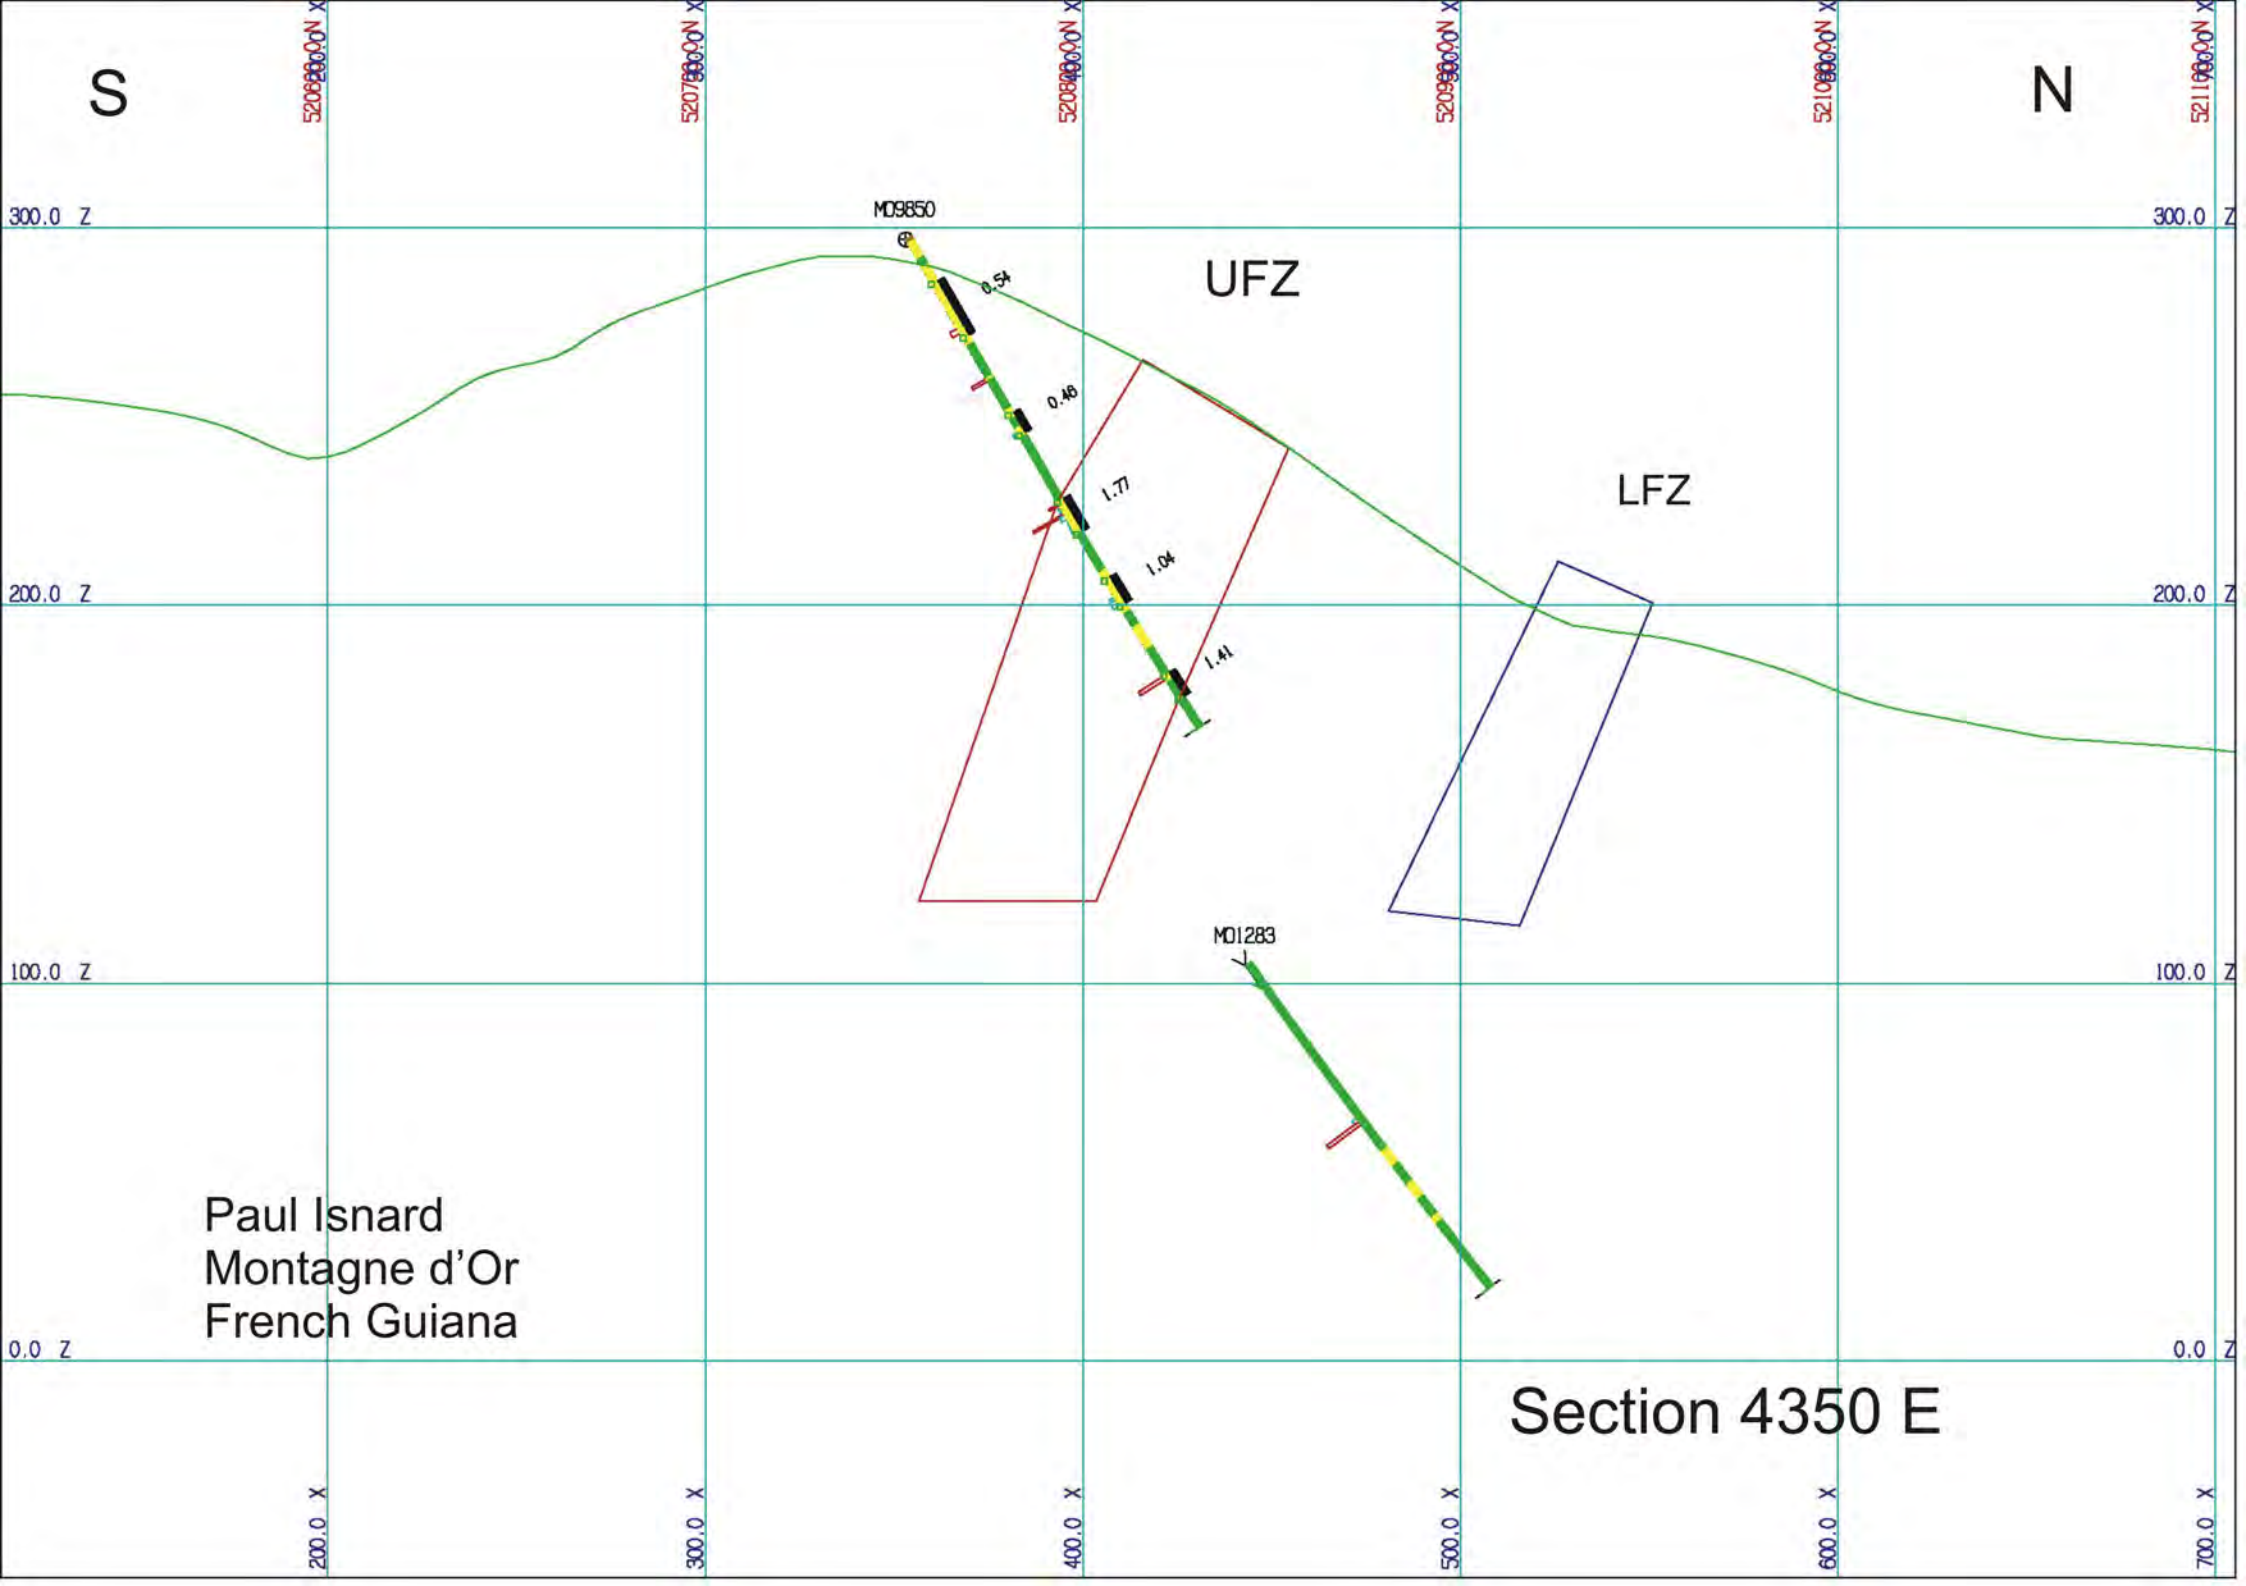 S
N
300.0 Z
300.0 Z
MO9850
0.54
UFZ
0.46
1.77
LFZ
1.04
200.0 Z
200.0 Z
1.41
MO1283
100.0 Z
100.0 Z
Paul Isnard
Montagne d'Or
French Guiana
0.0 Z
0.0 Z
Section 4350 E
200.0 X
300.0 X
400.0 X
500.0 X
600.0 X
700.0 X